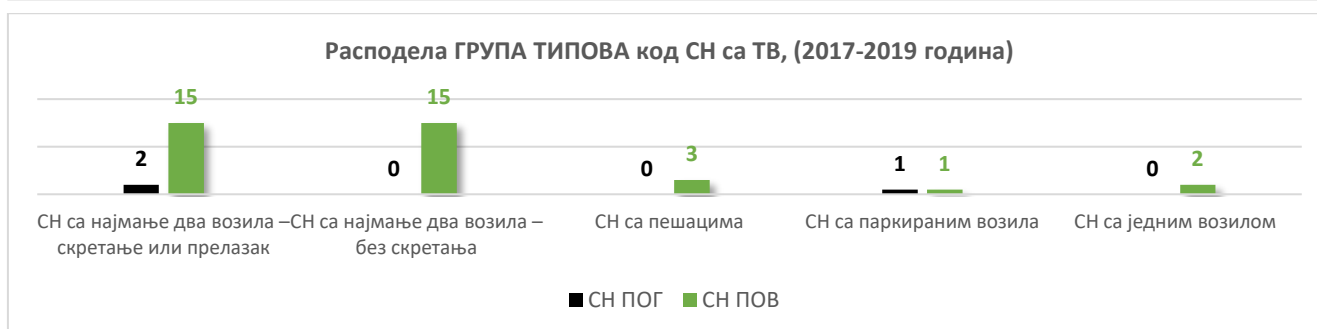 Расподела ГРУПА ТИПОВА код СН са ТВ, (2017-2019 година)
15
15
2
0
0
3
1
1
0
2
СН са најмање два возила –
скретање или прелазак
СН са најмање два возила –
без скретања
СН са пешацима
СН са паркираним возила
СН са једним возилом
СН ПОГ
СН ПОВ